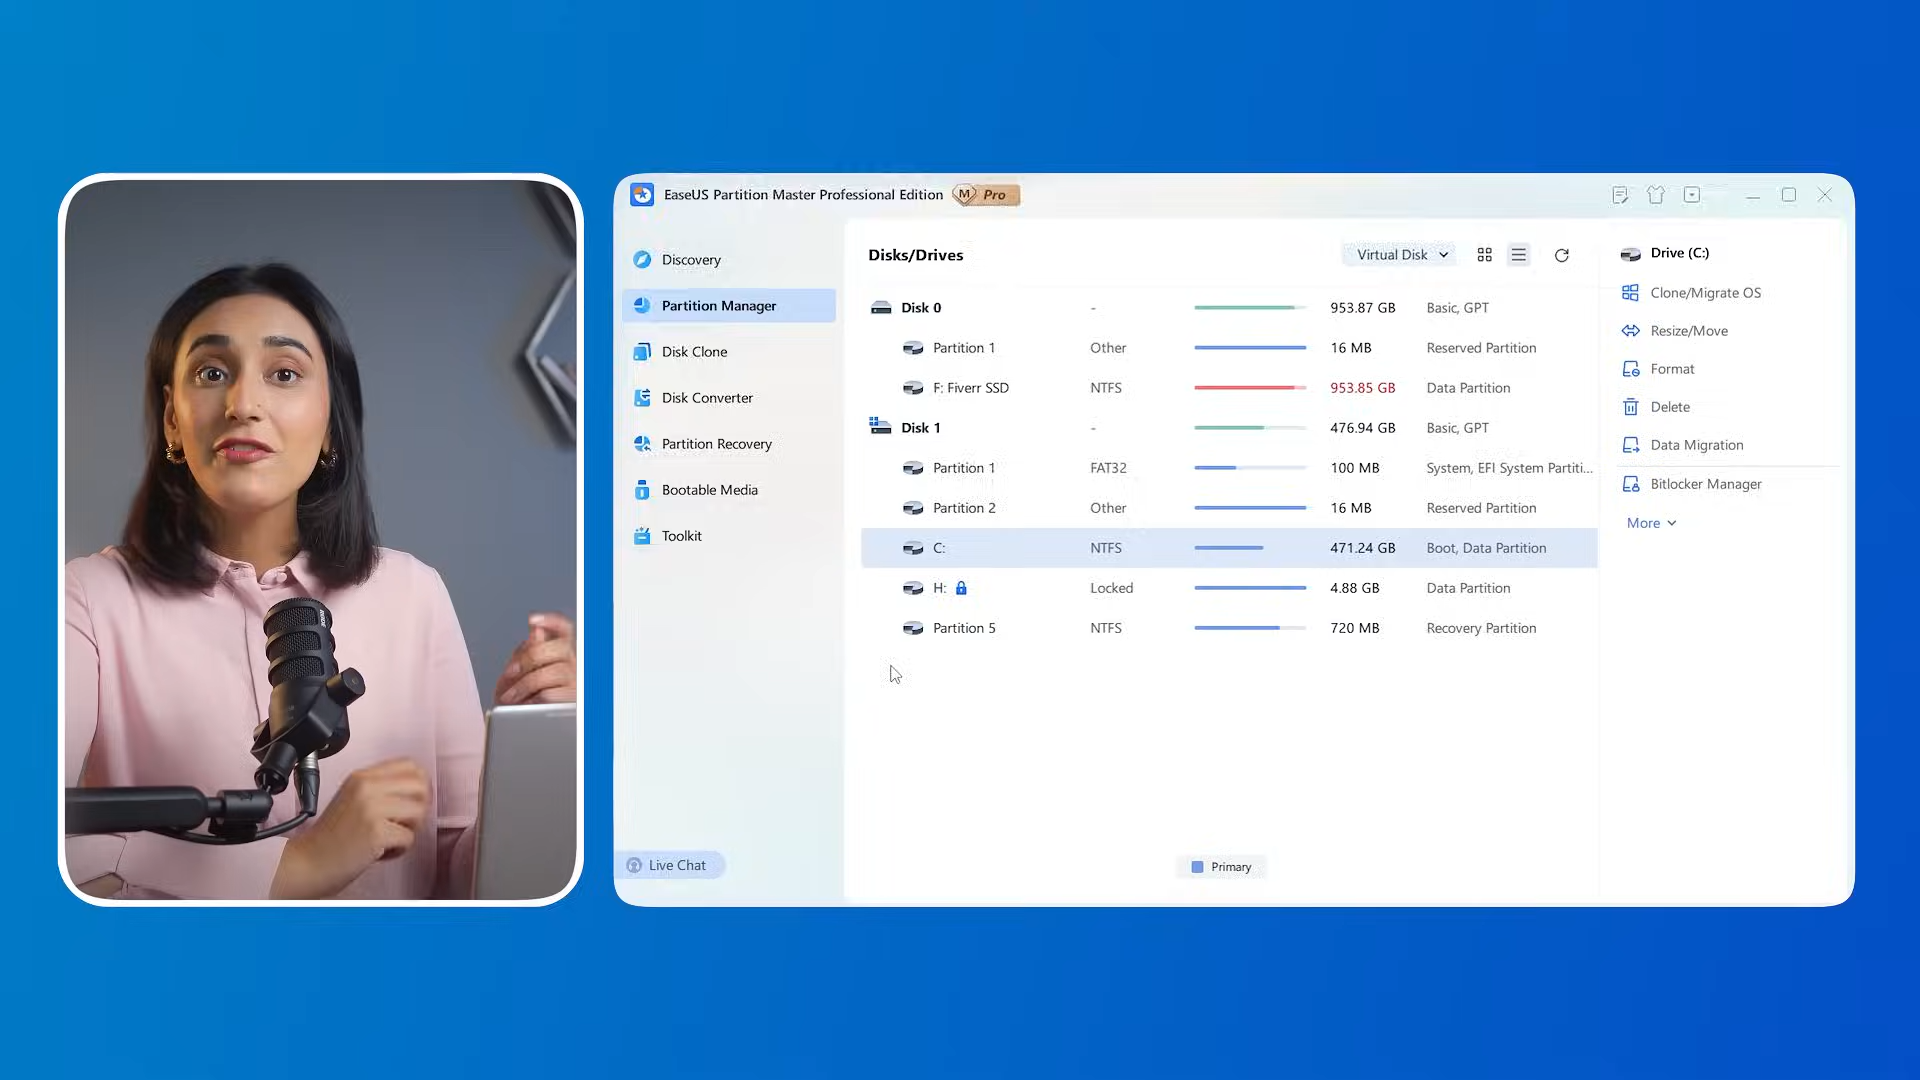 EaseUS Partition Master Professional Edition M Pro
Discovery
Partition Manager
Disk Clone
Disk Converter
Partition Recovery
Bootable Media
Toolkit
Live Chat
Disks/Drives Virtual Disk
Disk 0 - 953.87 GB Basic, GPT
Partition 1 Other 16 MB Reserved Partition
F: Fiverr SSD NTFS 953.85 GB Data Partition
Disk 1 - 476.94 GB Basic, GPT
Partition 1 FAT32 100 MB System, EFI System Partiti...
Partition 2 Other 16 MB Reserved Partition
C: NTFS 471.24 GB Boot, Data Partition
H: Locked 4.88 GB Data Partition
Partition 5 NTFS 720 MB Recovery Partition
Primary
Drive (C:)
Clone/Migrate OS
Resize/Move
Format
Delete
Data Migration
Bitlocker Manager
More